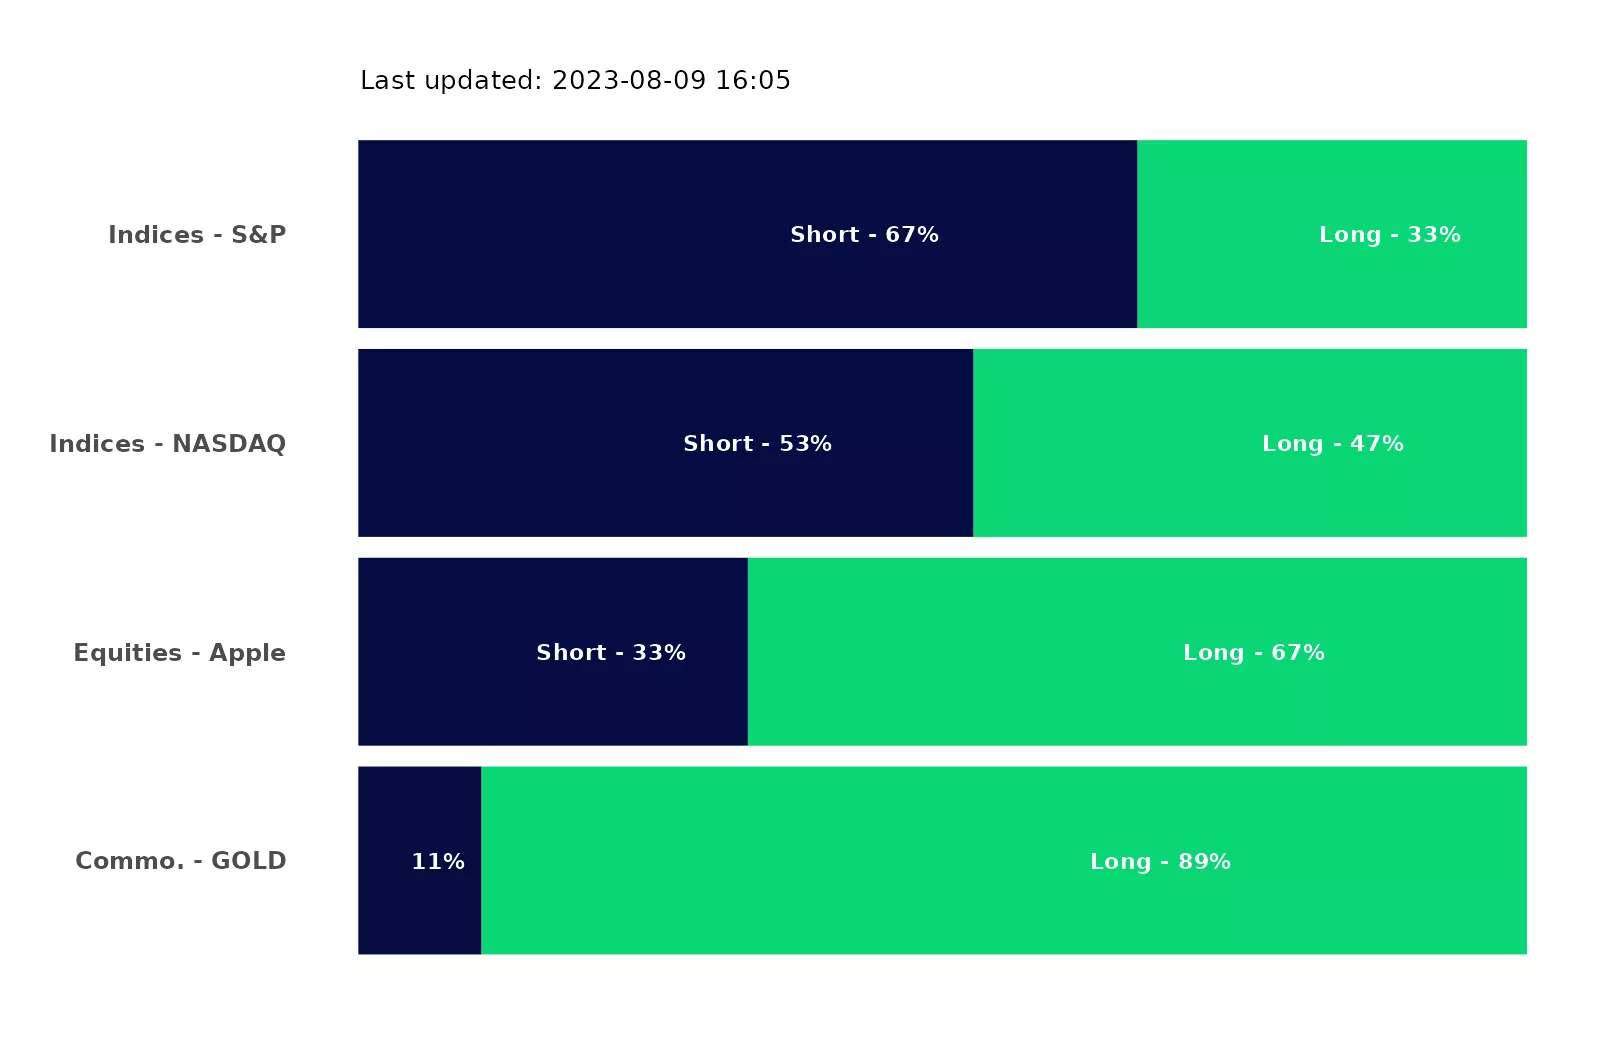 Last updated: 2023-08-09 16:05
Indices - S&P Short - 67% Long - 33%
Indices - NASDAQ Short - 53% Long - 47%
Equities - Apple Short - 33% Long - 67%
Commo. - GOLD 11% Long - 89%